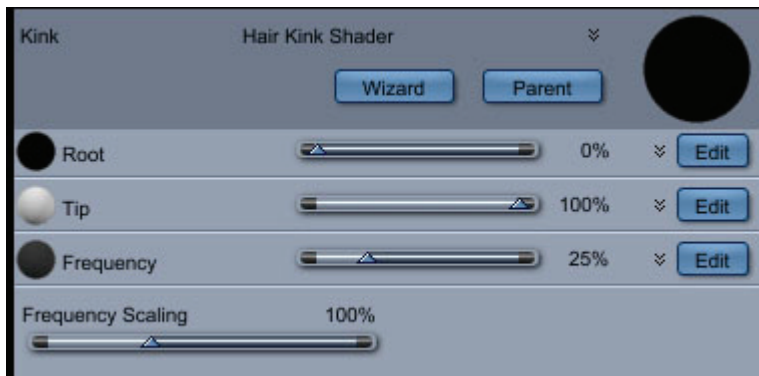 Kink Hair Kink Shader
Wizard Parent
Root 0% Edit
Tip 100% Edit
Frequency 25% Edit
Frequency Scaling 100%